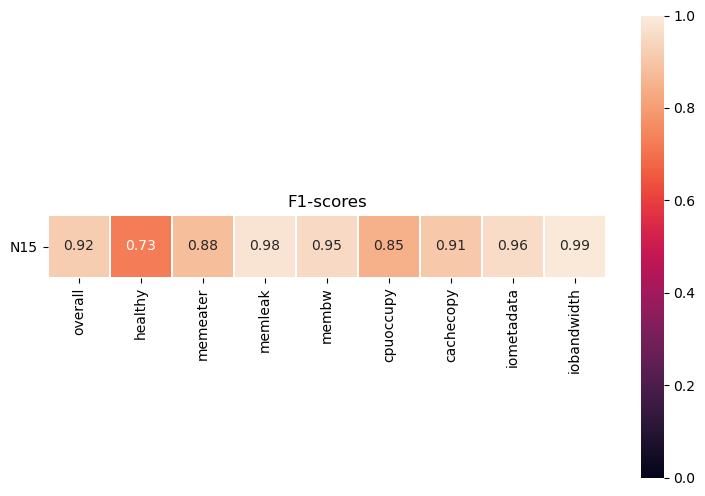 F1-scores
N15
0.92 0.73 0.88 0.98 0.95 0.85 0.91 0.96 0.99
overall
healthy
memeater
memleak
membw
cpuoccupy
cachecopy
iometadata
iobandwidth
1.0
0.8
0.6
0.4
0.2
0.0